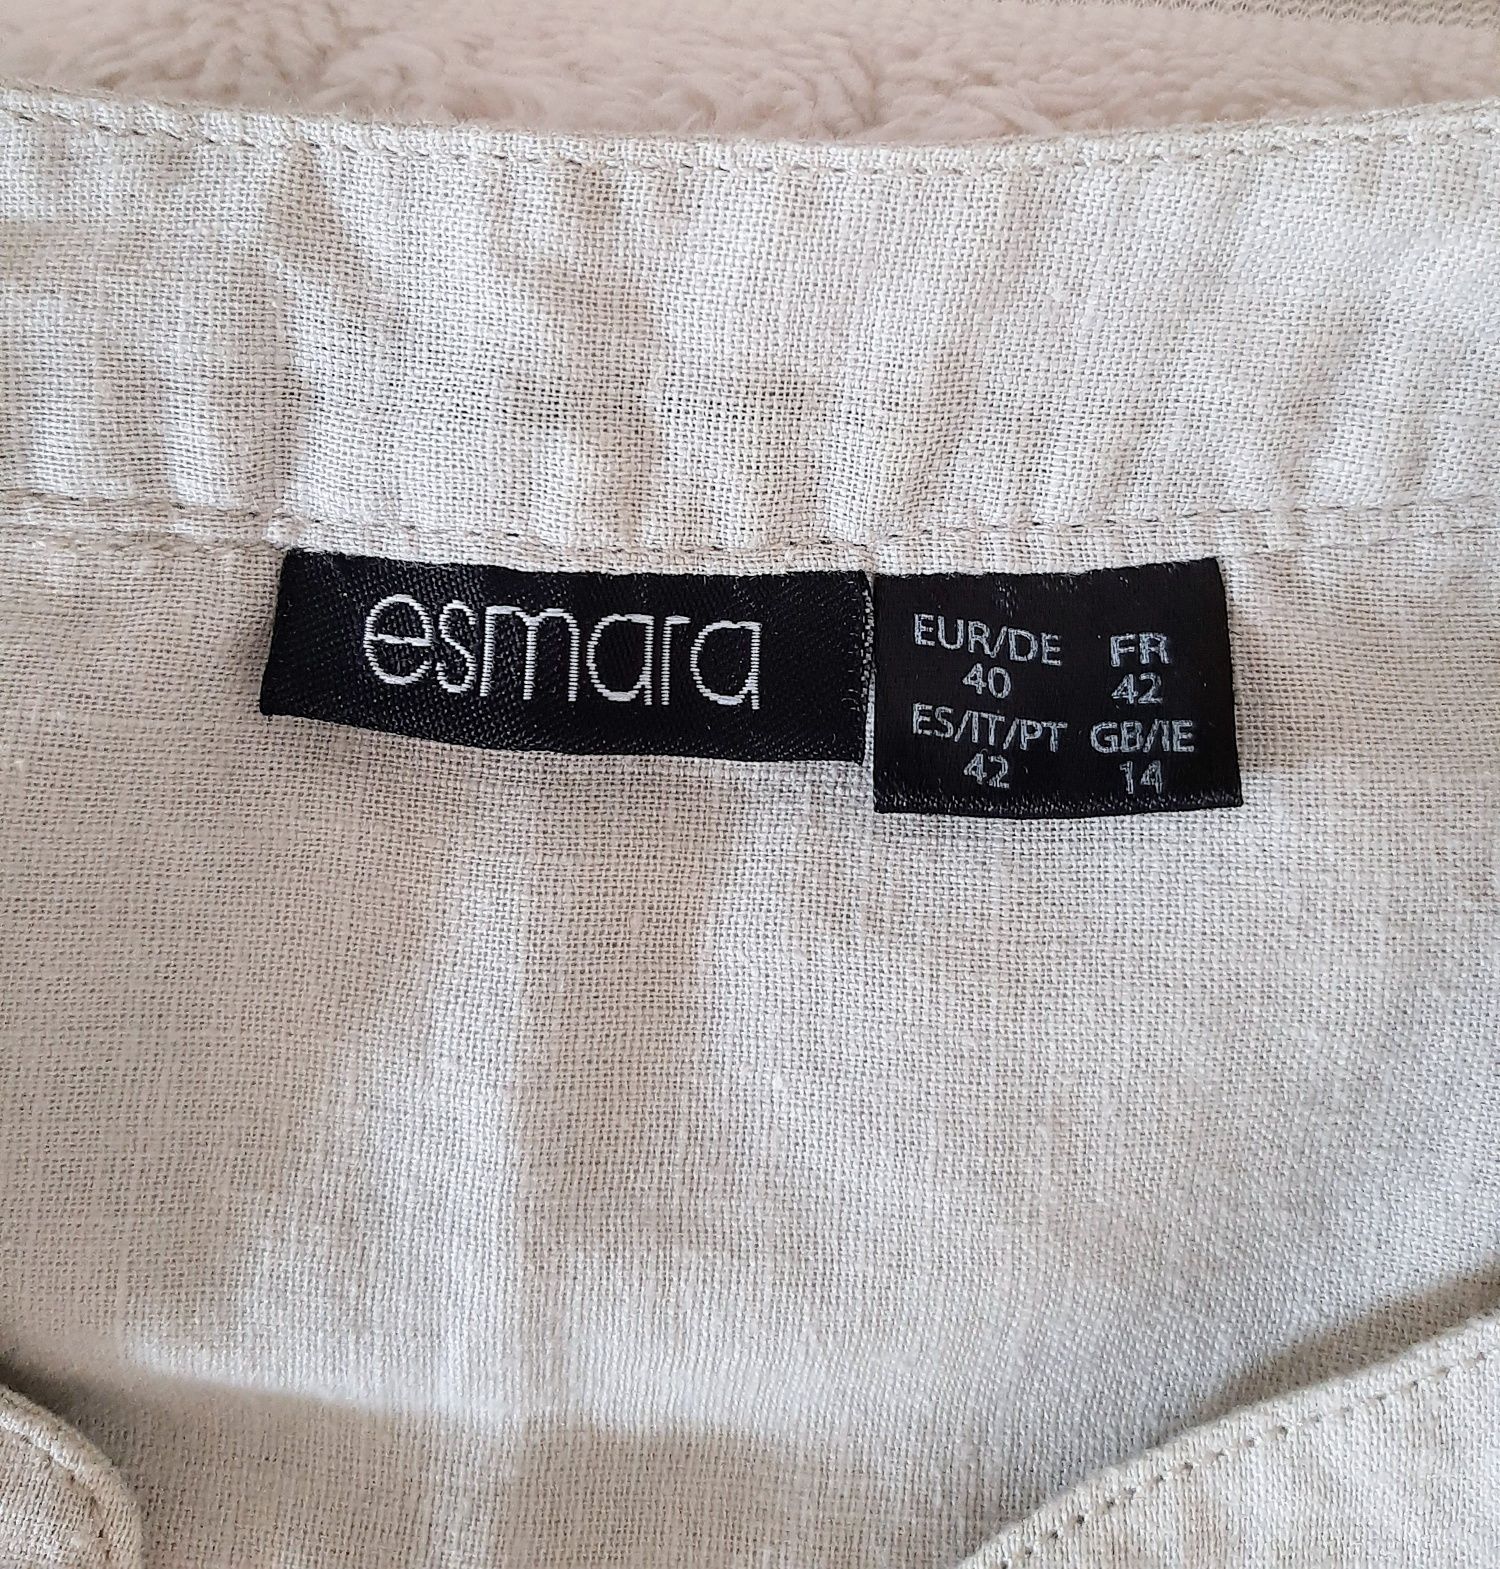 esmara
EUR/DE FR
40 42
ES/IT/PT GB/IE
42 14